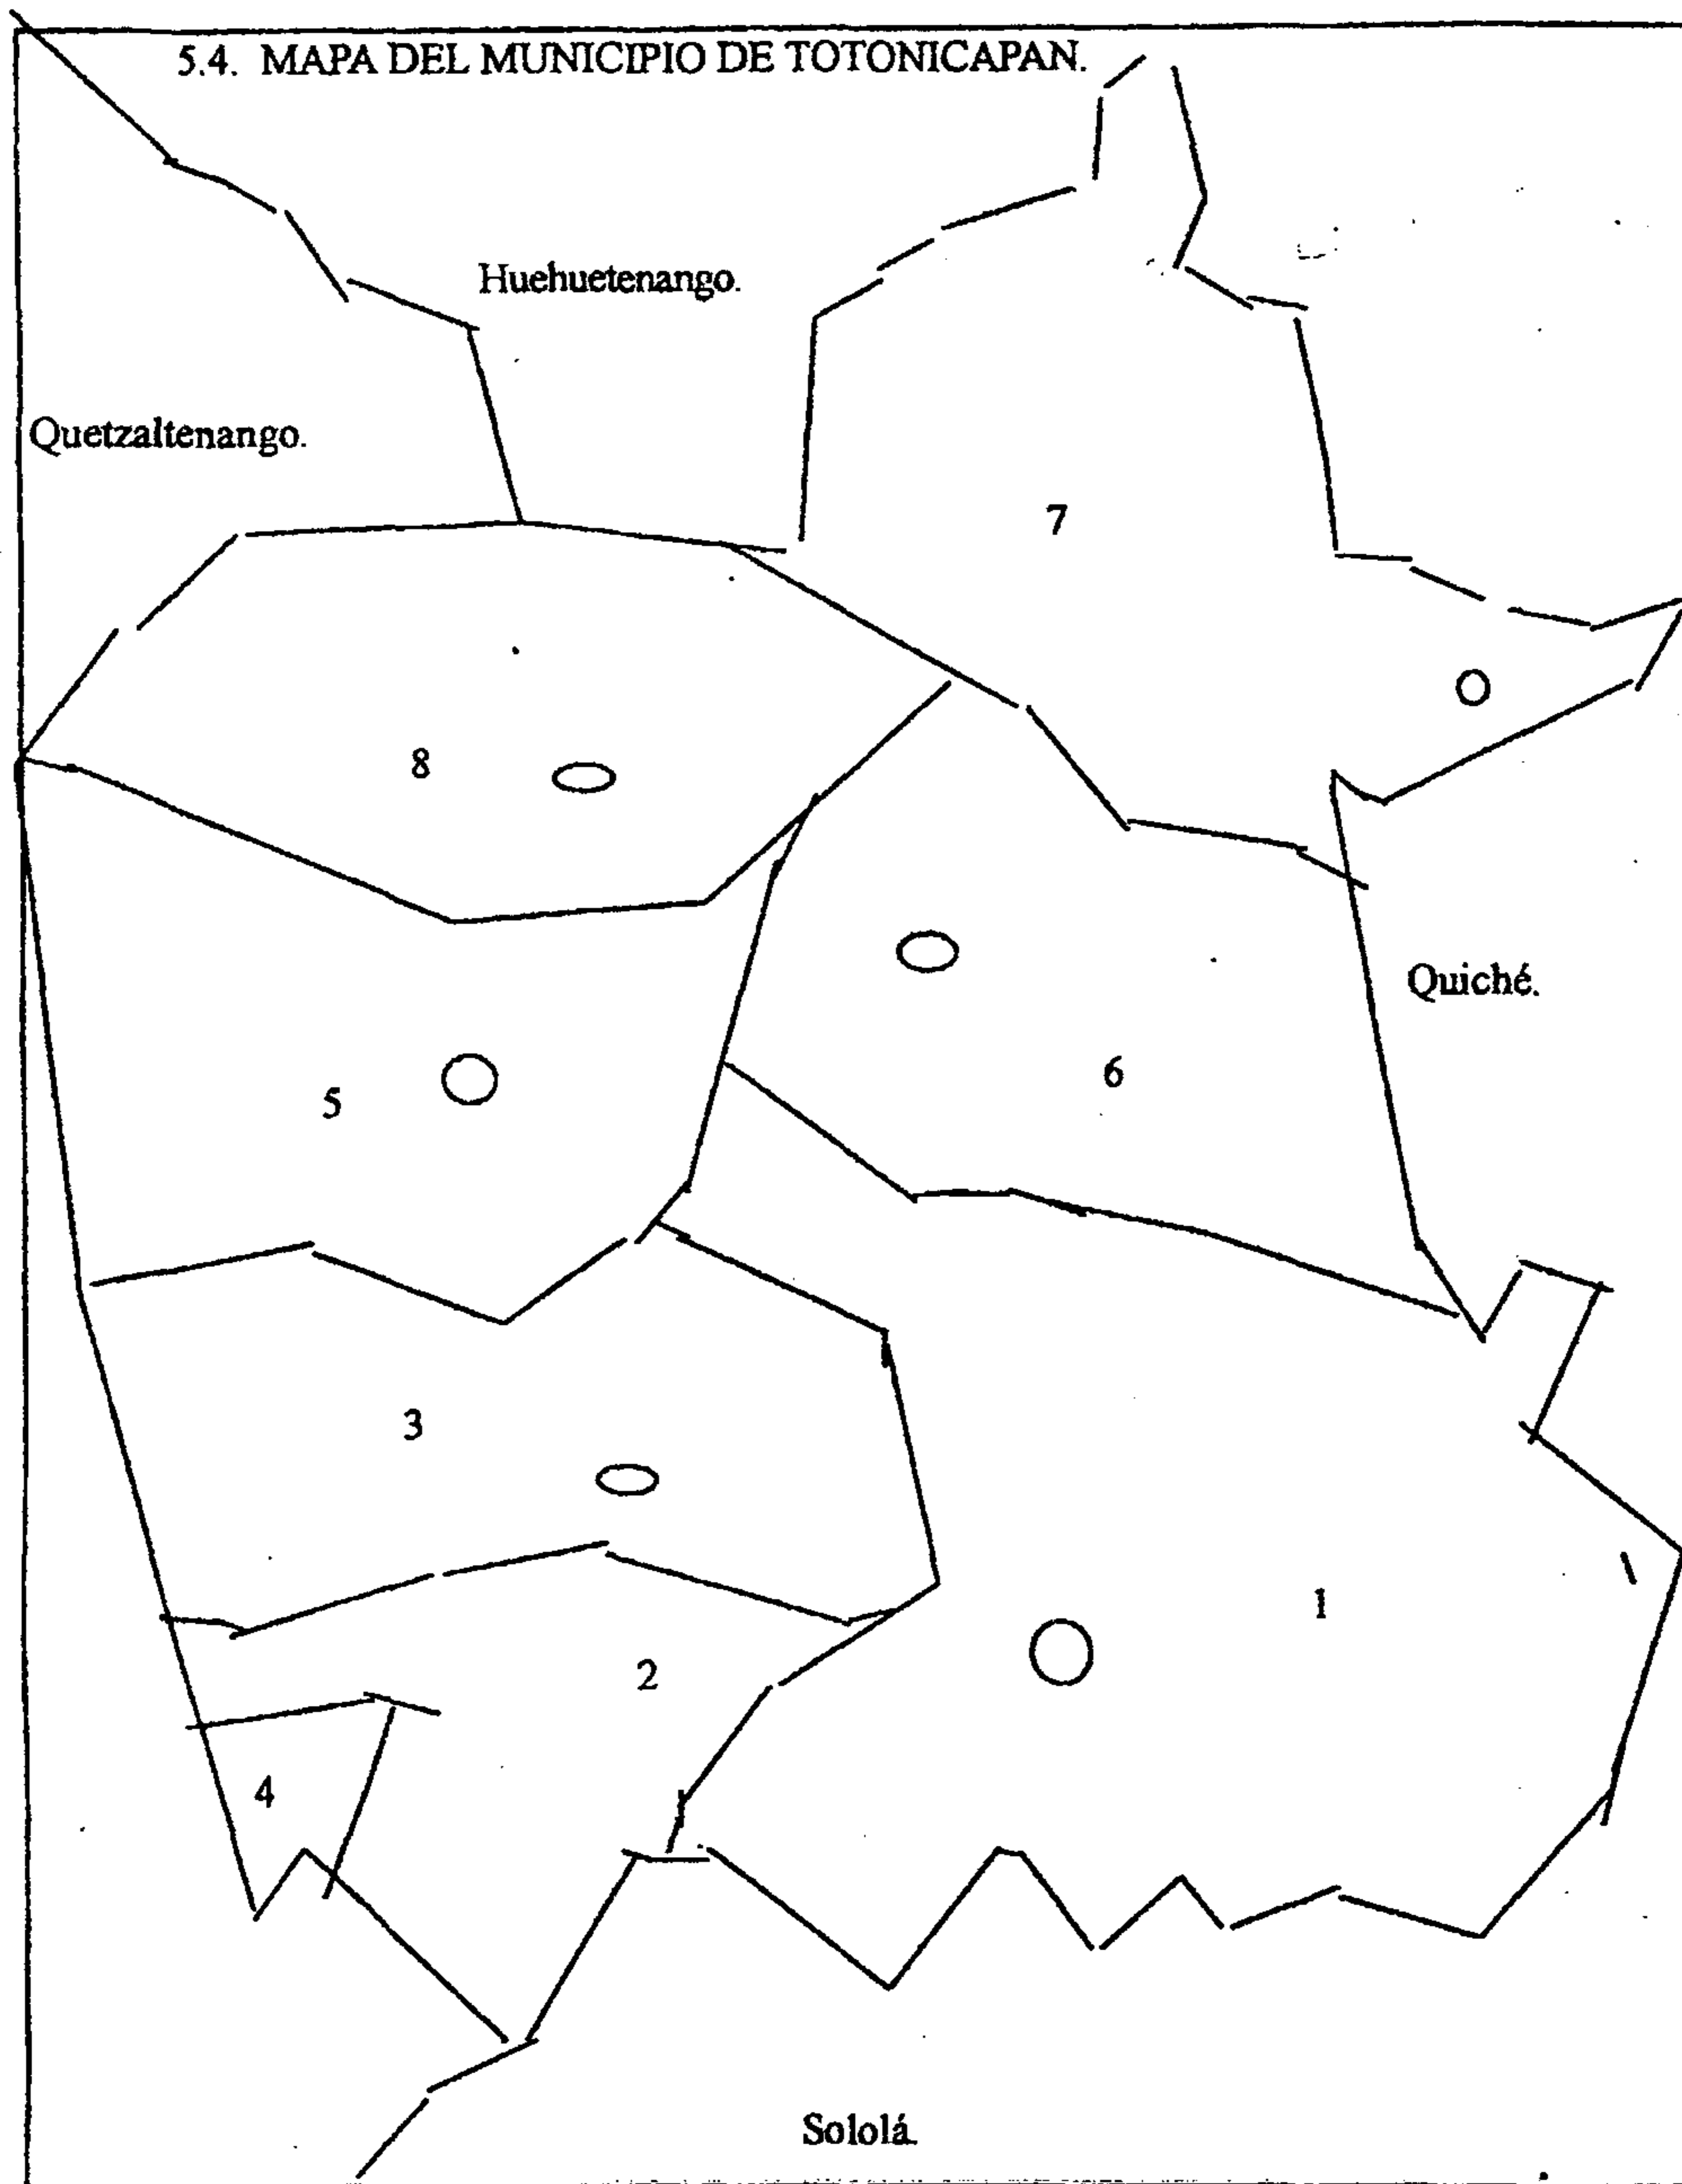 5.4. MAPA DEL MUNICIPIO DE TOTONICAPAN.
Huehuetenango.
Quetzaltenango.
7
8
Quiché.
6
5
3
1
2
4
Sololá.